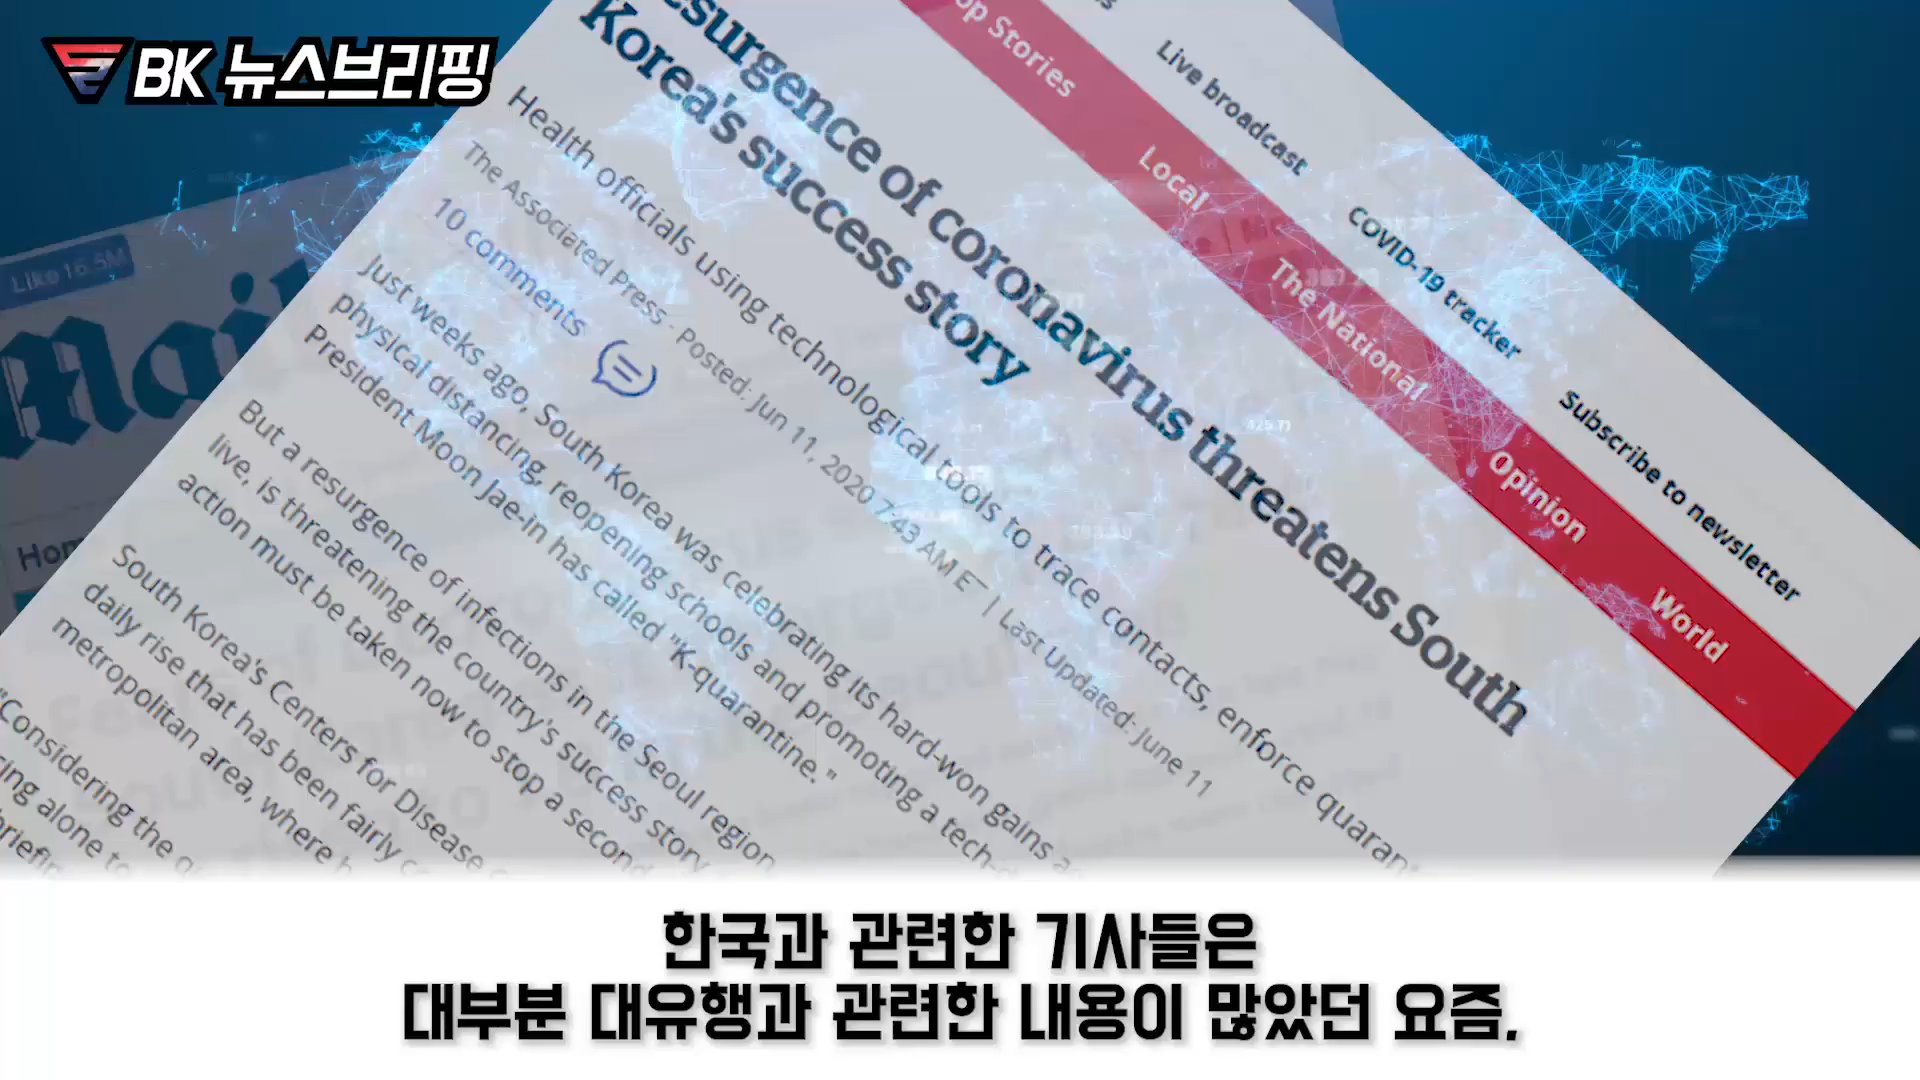 BK 뉴스브리핑
Live broadcast
COVID-19 tracker
Subscribe to newsletter
Top Stories
Local
The National
Opinion
World
of coronavirus threatens South
Korea's success story
Health officials using technological tools to trace contacts, enforce
The Associated Press · Posted: Jun 11, 2020 7:43 AM ET | Last Updated: June 11
10 comments
Just weeks ago, South Korea was celebrating its hard-won gains
physical distancing, reopening schools and promoting a
President Moon Jae-in has called "K-quarantine."
But a resurgence of infections in the Seoul region
live, is threatening the country's success story
action must be taken now to stop a second
South Korea's Centers for Disease
daily rise that has been fairly
metropolitan area, where
"Considering the
alone to
Like 16.5M
Mail
한국과 관련한 기사들은
대부분 대유행과 관련한 내용이 많았던 요즘.